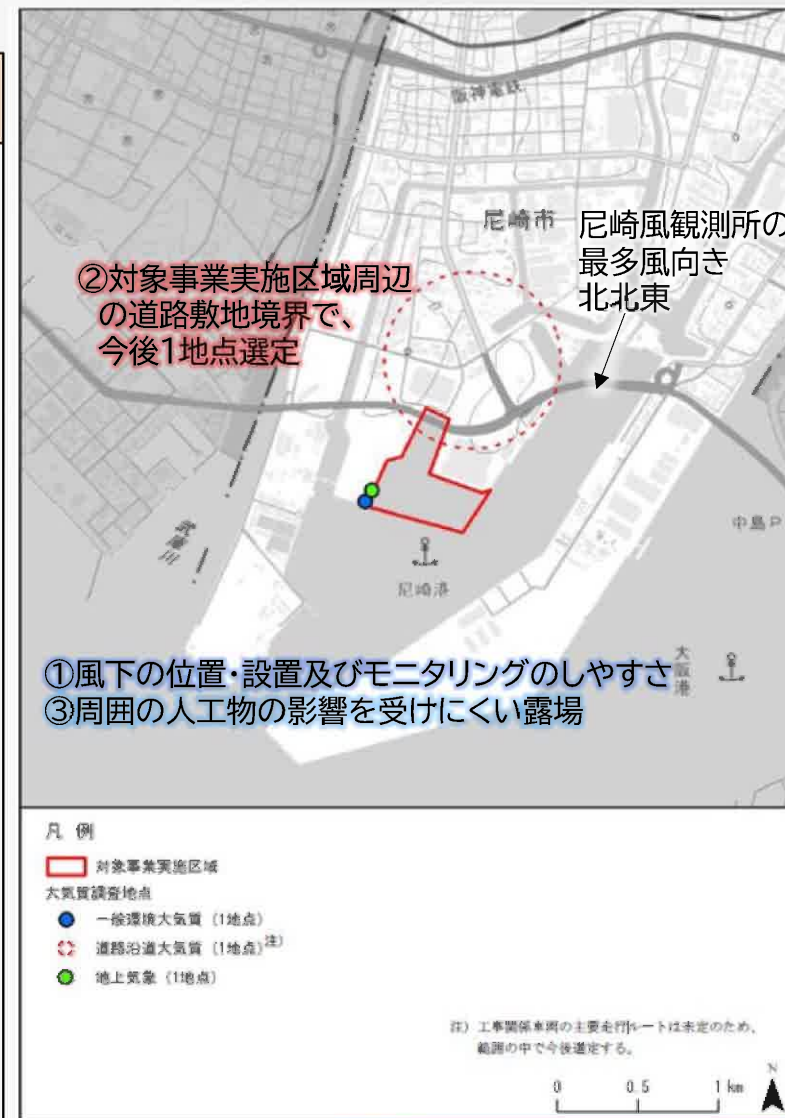 阪神電鉄
尼崎市
尼崎風観測所の
最多風向き
北北東
②対象事業実施区域周辺
の道路敷地境界で、
今後1地点選定
武庫川
中島P
尼崎港
大阪港
①風下の位置・設置及びモニタリングのしやすさ
③周囲の人工物の影響を受けにくい露場
凡 例
対象事業実施区域
大気質調査地点
一般環境大気質（1地点）
道路沿道大気質（1地点）注）
地上気象（1地点）
注）工事関係車両の主要走行ルートは未定のため、
範囲の中で今後選定する。
N
0 0.5 1 km